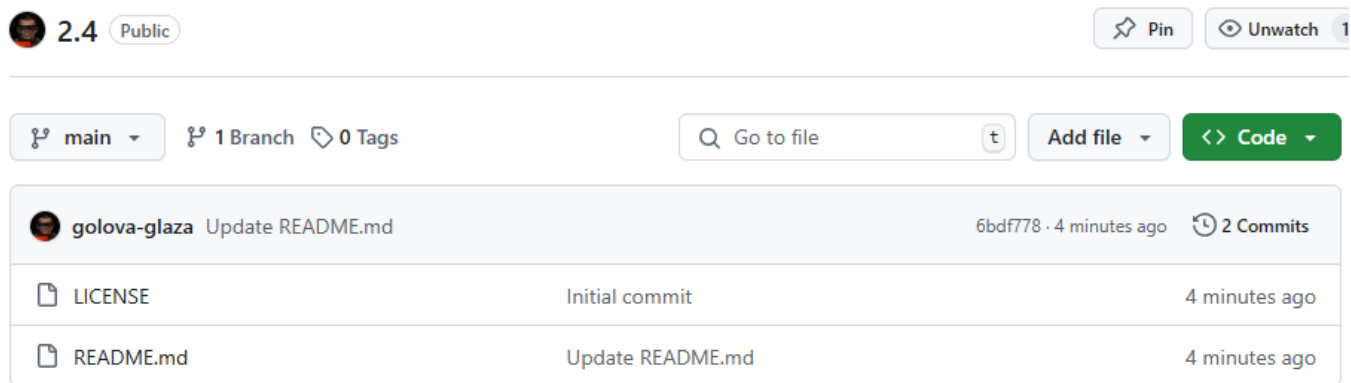 2.4 Public Pin Unwatch 1
main 1 Branch 0 Tags Go to file t Add file Code
golova-glaza Update README.md 6bdf778 · 4 minutes ago 2 Commits
LICENSE Initial commit 4 minutes ago
README.md Update README.md 4 minutes ago